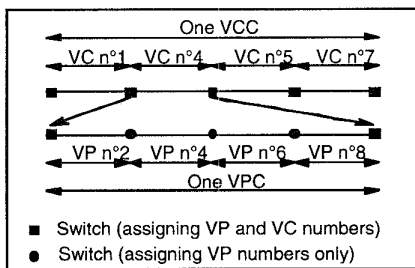 One VCC
VC n°1 VC n°4 VC n°5 VC n°7
VP n°2 VP n°4 VP n°6 VP n°8
One VPC
Switch (assigning VP and VC numbers)
Switch (assigning VP numbers only)